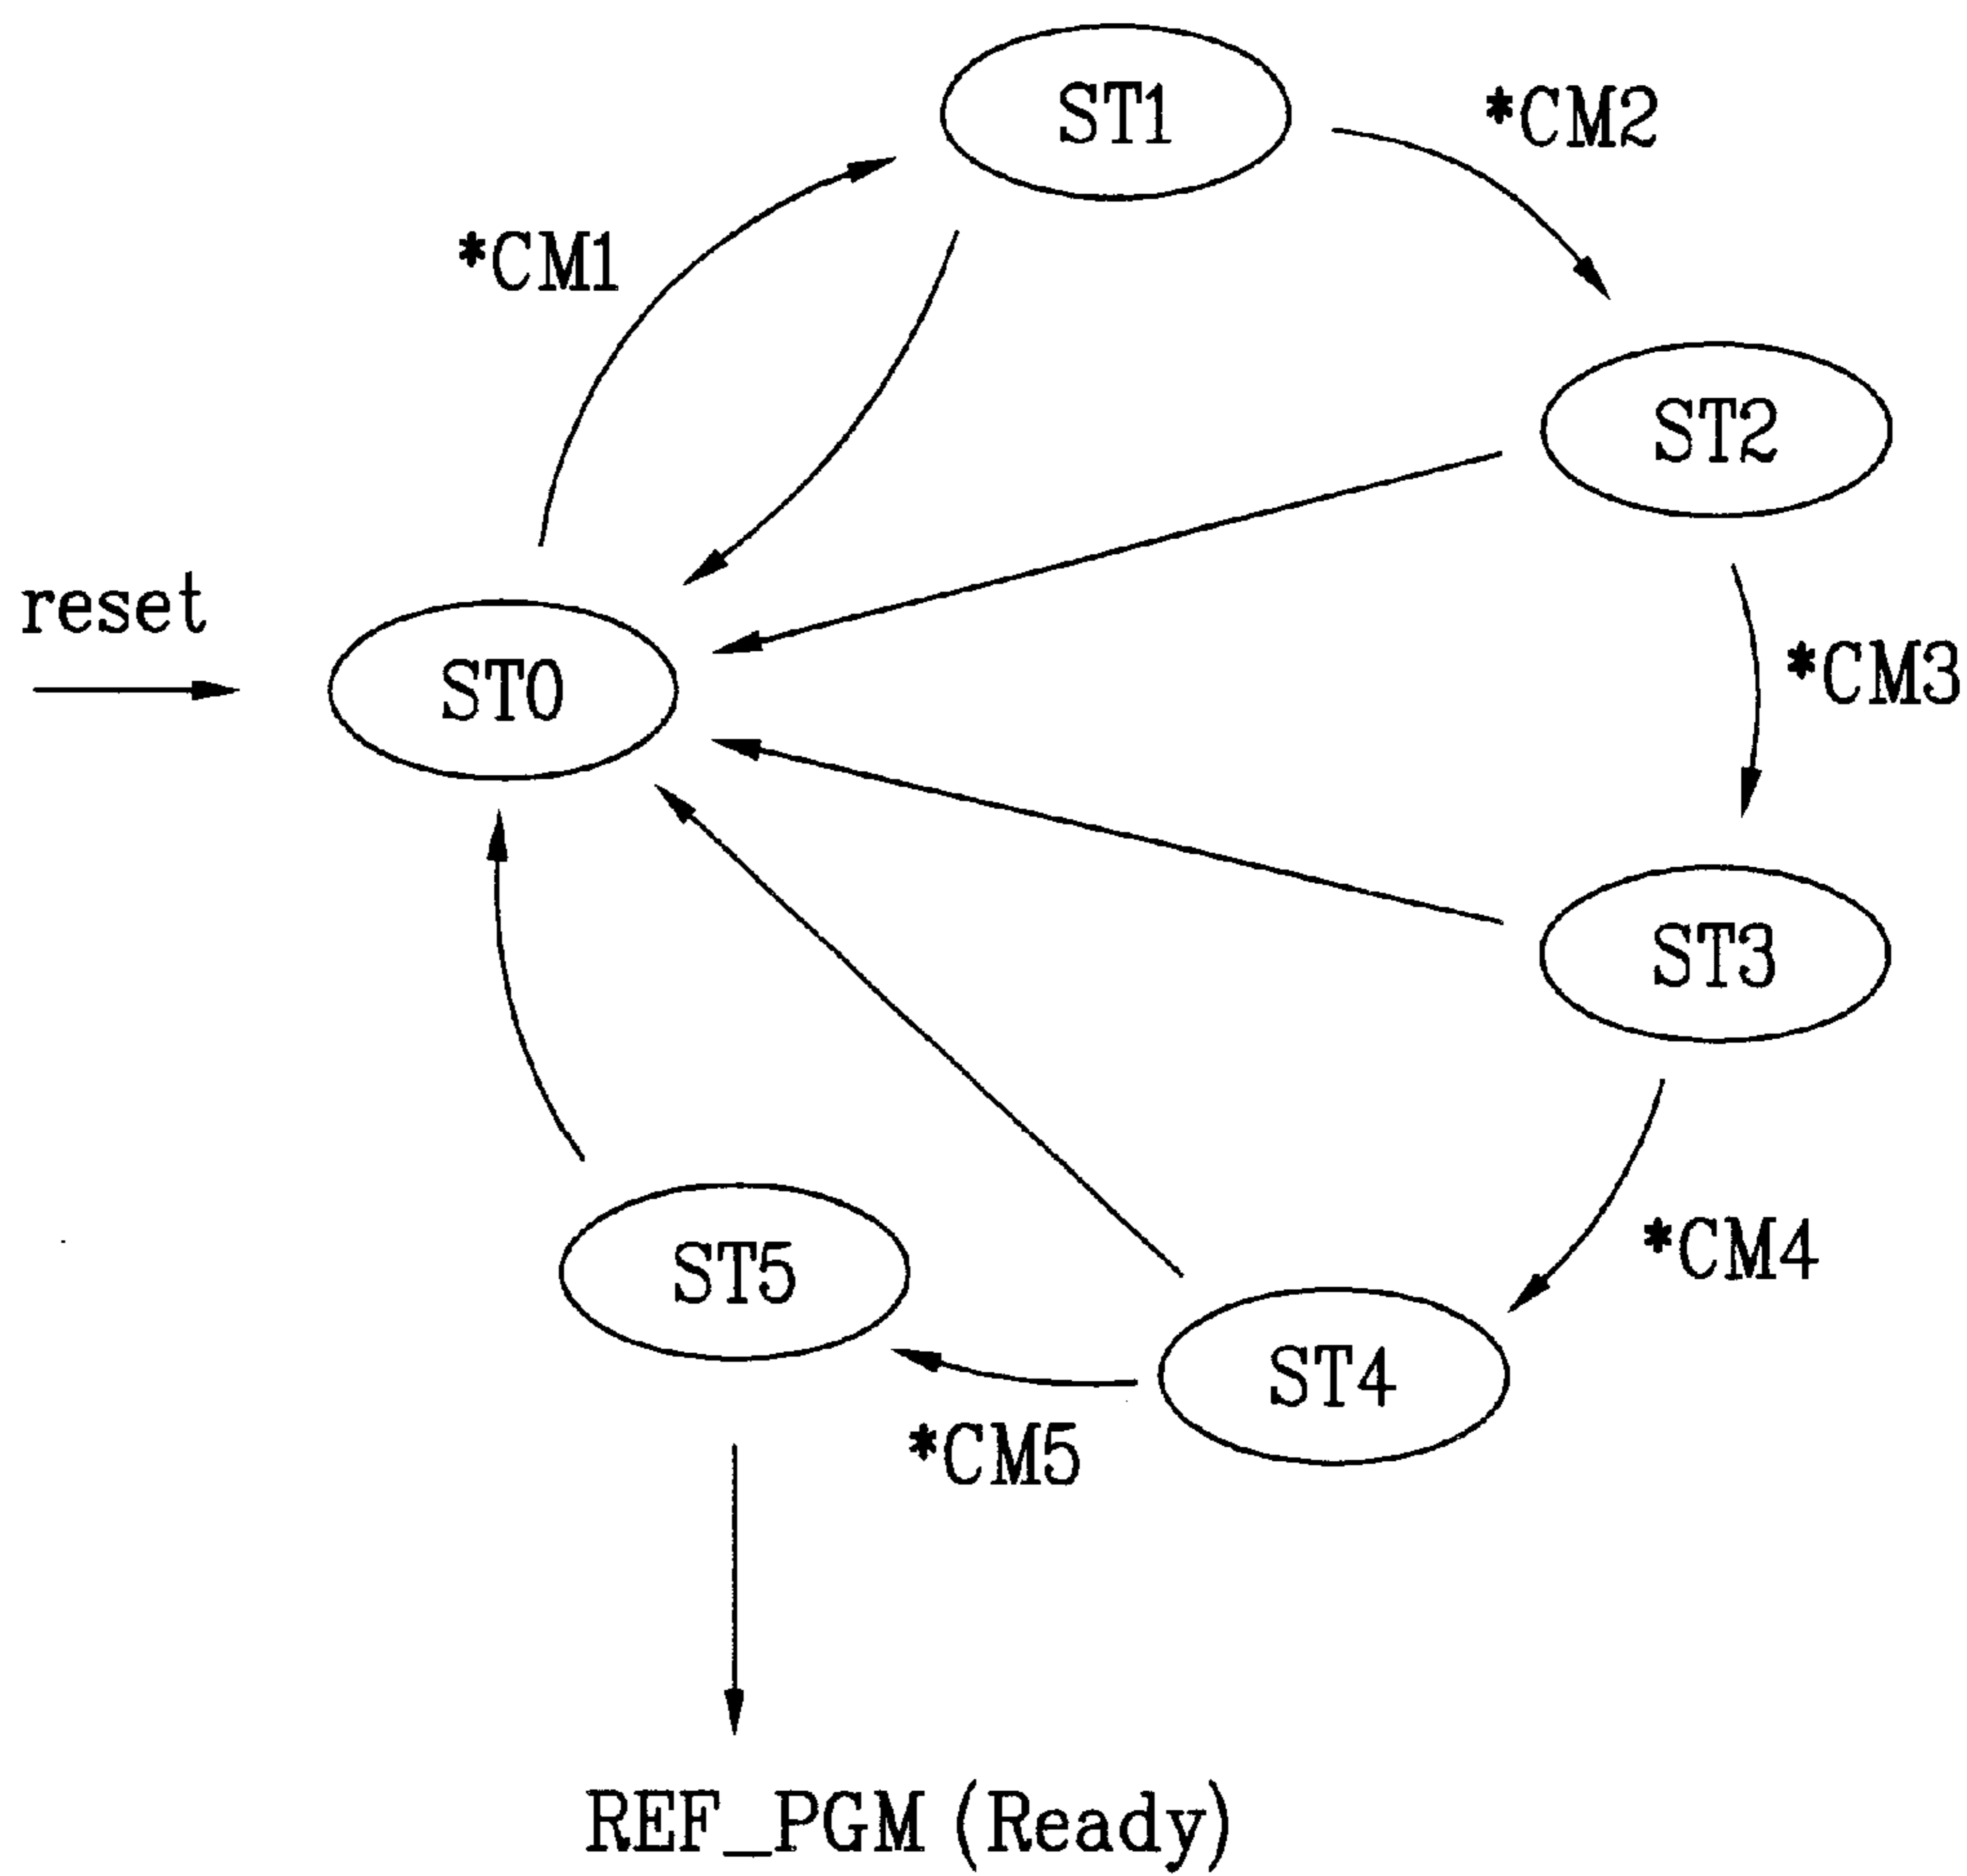 ST1
*CM2
*CM1
ST2
reset
*CM3
ST0
ST3
*CM4
ST5
ST4
*CM5
REF_PGM (Ready)